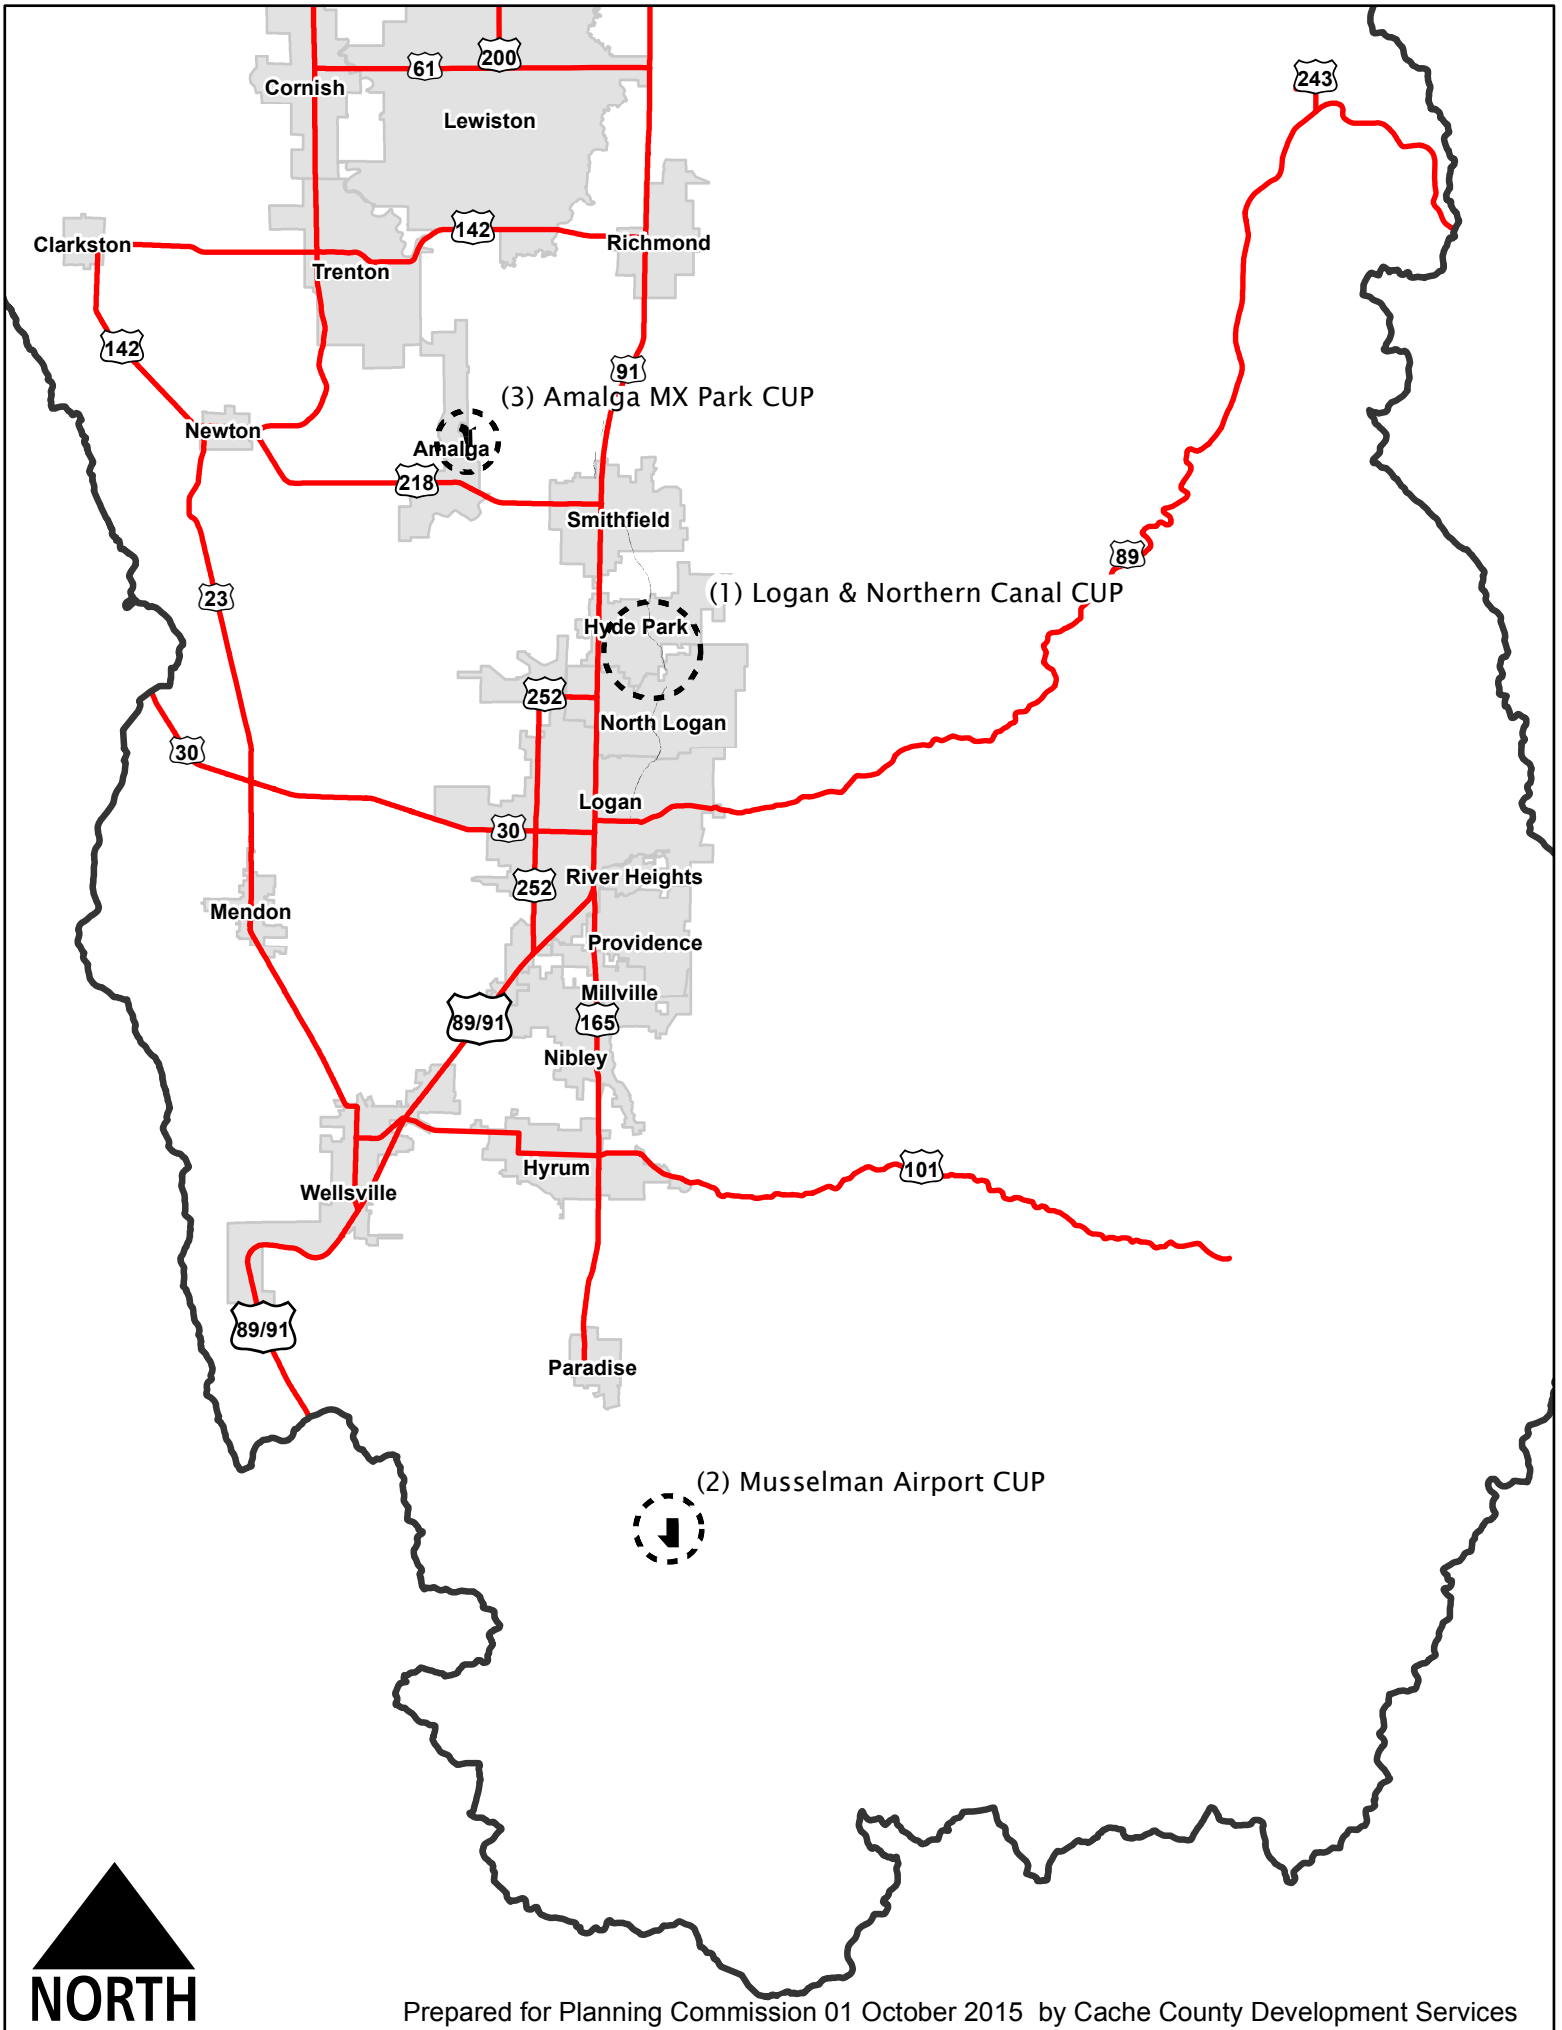 61
200
243
Cornish
Lewiston
142
Clarkston
Richmond
Trenton
142
91
(3) Amalga MX Park CUP
Newton
Amalga
218
Smithfield
89
23
(1) Logan & Northern Canal CUP
Hyde Park
252
North Logan
30
Logan
30
River Heights
252
Mendon
Providence
Millville
89/91
165
Nibley
Hyrum
101
Wellsville
89/91
Paradise
(2) Musselman Airport CUP
NORTH
Prepared for Planning Commission 01 October 2015 by Cache County Development Services